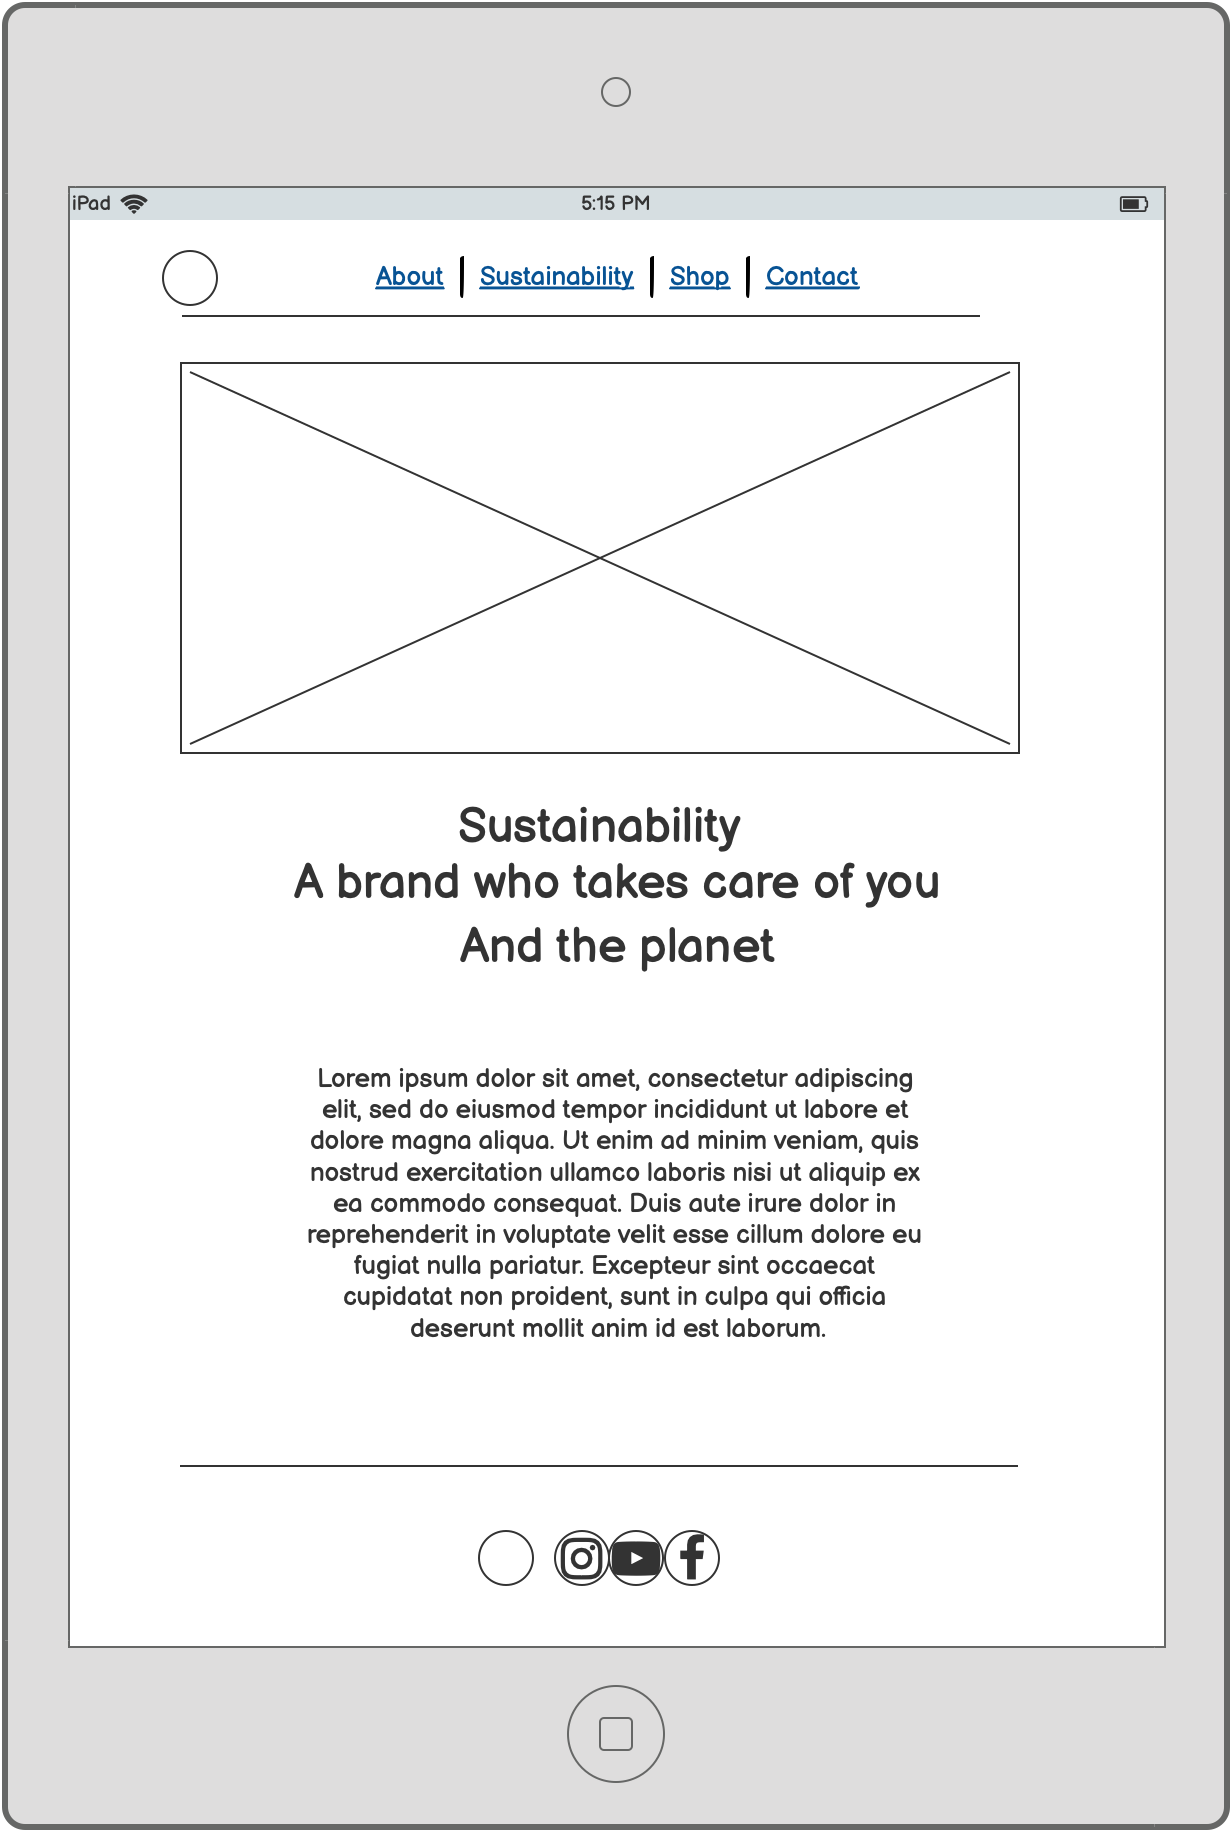 iPad 5:15 PM
About Sustainability Shop Contact
Sustainability
A brand who takes care of you
And the planet
Lorem ipsum dolor sit amet, consectetur adipiscing
elit, sed do eiusmod tempor incididunt ut labore et
dolore magna aliqua. Ut enim ad minim veniam, quis
nostrud exercitation ullamco laboris nisi ut aliquip ex
ea commodo consequat. Duis aute irure dolor in
reprehenderit in voluptate velit esse cillum dolore eu
fugiat nulla pariatur. Excepteur sint occaecat
cupidatat non proident, sunt in culpa qui officia
deserunt mollit anim id est laborum.